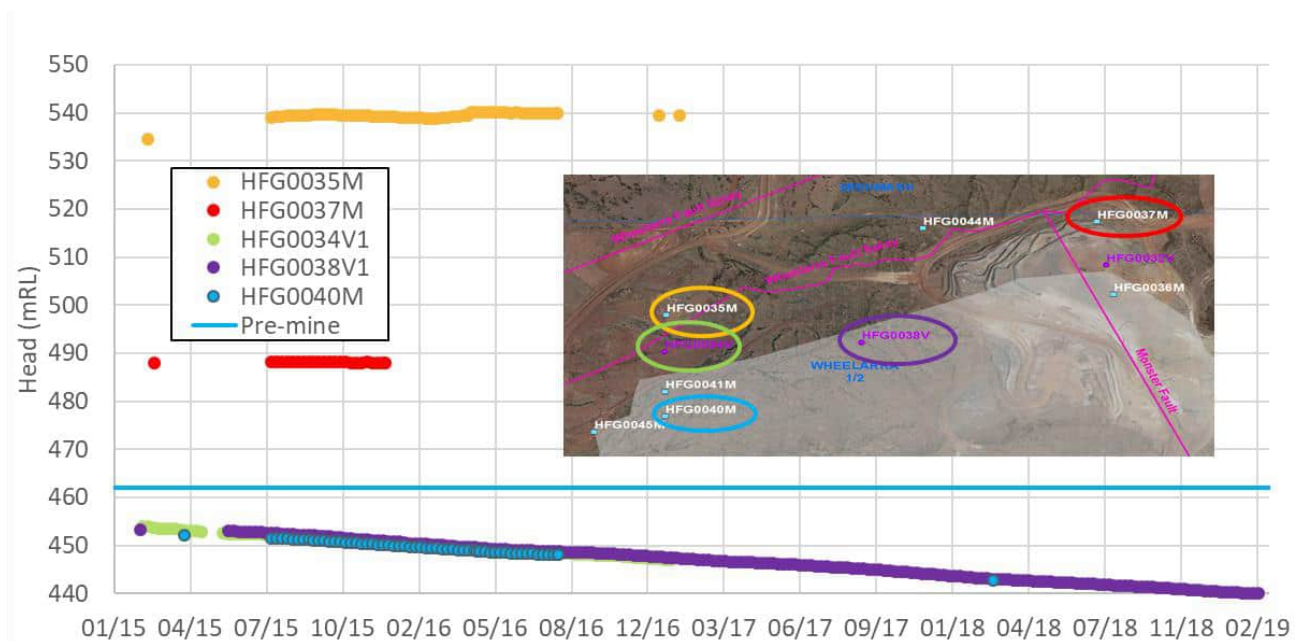 550
540
530
520
510
500
490
480
470
460
450
440
Head (mRL)
HFG0035M
HFG0037M
HFG0034V1
HFG0038V1
HFG0040M
Pre-mine
HFG0044M
HFG0037M
HFG0036M
HFG0035M
HFG0038V
WHEELARRA
1/2
HFG0041M
HFG0040M
HFG0045M
Monster Fault
01/15 04/15 07/15 10/15 02/16 05/16 08/16 12/16 03/17 06/17 09/17 01/18 04/18 07/18 11/18 02/19